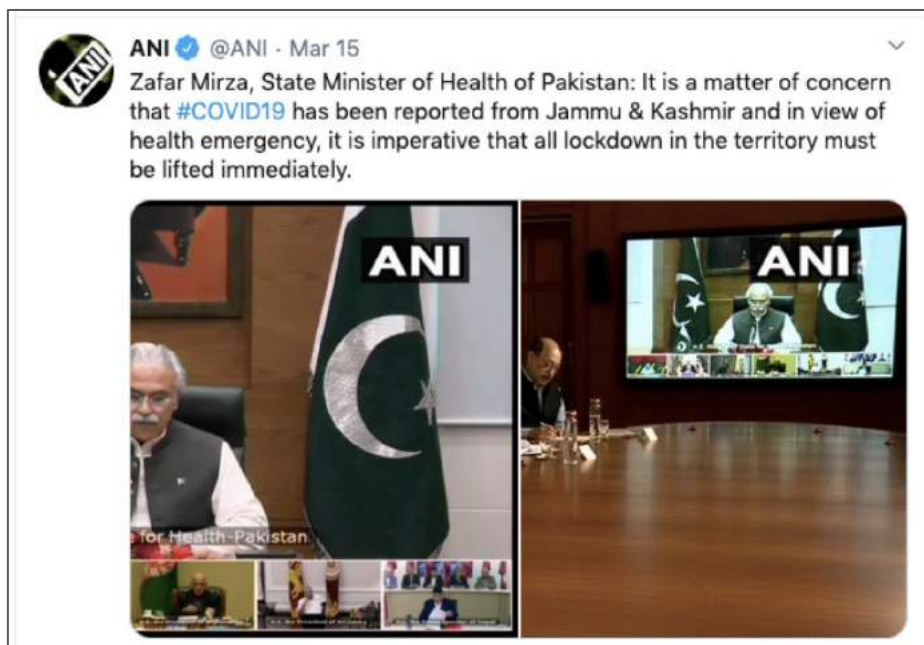 ANI @ANI · Mar 15
Zafar Mirza, State Minister of Health of Pakistan: It is a matter of concern
that #COVID19 has been reported from Jammu & Kashmir and in view of
health emergency, it is imperative that all lockdown in the territory must
be lifted immediately.
ANI
ANI
ANI
for Health-Pakistan